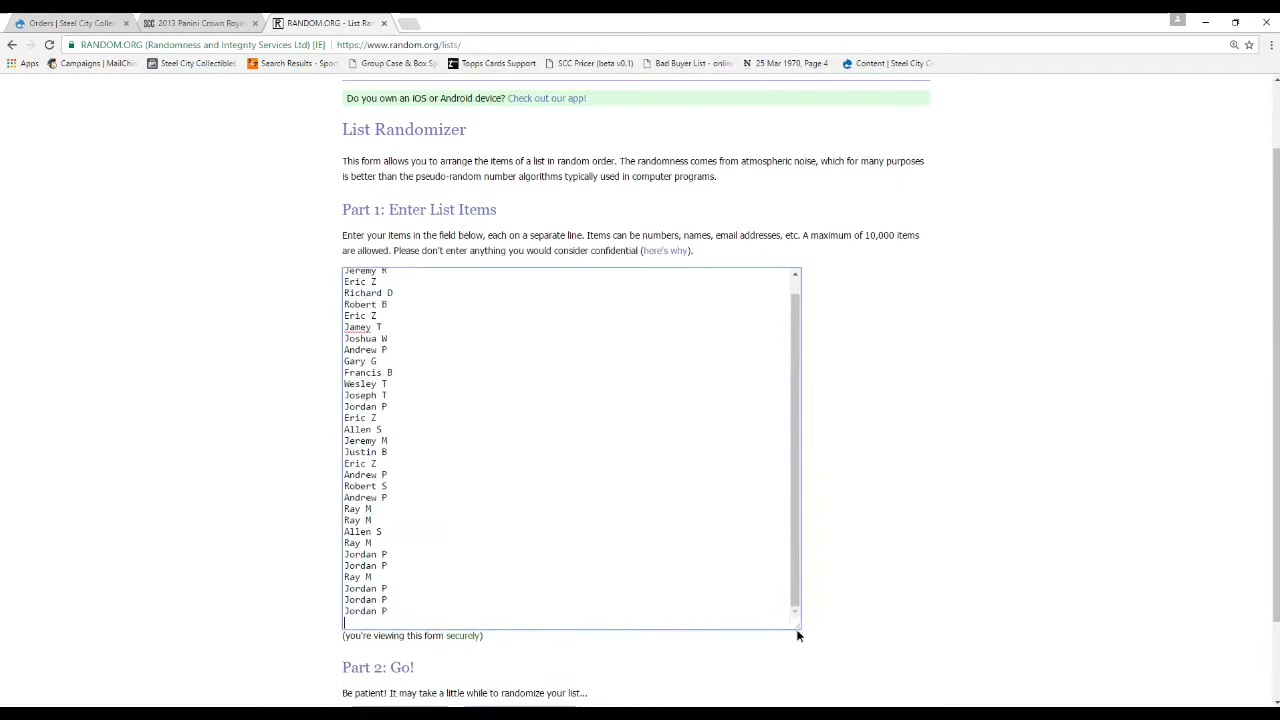 Orders | Steel City Collec
SCC 2013 Panini Crown Roya
RANDOM.ORG - List Ran
RANDOM.ORG (Randomness and Integrity Services Ltd) [IE]
https://www.random.org/lists/
Apps
Campaigns | MailChi
Steel City Collectibles
Search Results - Spor
Group Case & Box Sp
Topps Cards Support
SCC Pricer (beta v0.1)
Bad Buyer List - onlin
N 25 Mar 1970, Page 4
Content | Steel City C
Do you own an iOS or Android device? Check out our app!
List Randomizer
This form allows you to arrange the items of a list in random order. The randomness comes from atmospheric noise, which for many purposes
is better than the pseudo-random number algorithms typically used in computer programs.
Part 1: Enter List Items
Enter your items in the field below, each on a separate line. Items can be numbers, names, email addresses, etc. A maximum of 10,000 items
are allowed. Please don't enter anything you would consider confidential (here's why).
Jeremy R
Eric Z
Richard D
Robert B
Eric Z
Jamey T
Joshua W
Andrew P
Gary G
Francis B
Wesley T
Joseph T
Jordan P
Eric Z
Allen S
Jeremy M
Justin B
Eric Z
Andrew P
Robert S
Andrew P
Ray M
Ray M
Allen S
Ray M
Jordan P
Jordan P
Ray M
Jordan P
Jordan P
Jordan P
(you're viewing this form securely)
Part 2: Go!
Be patient! It may take a little while to randomize your list...